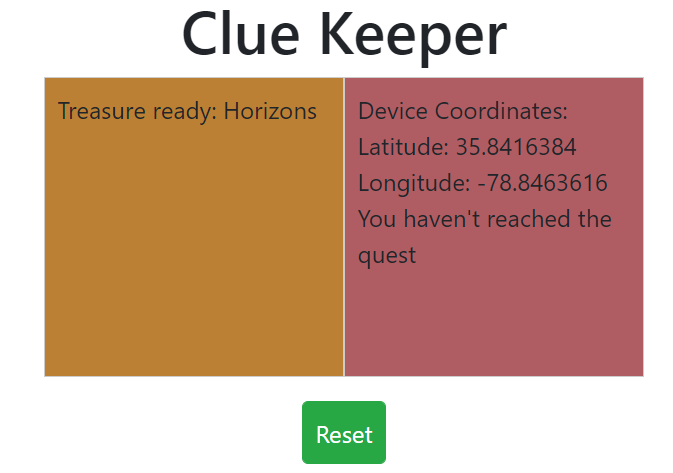 Clue Keeper
Treasure ready: Horizons
Device Coordinates:
Latitude: 35.8416384
Longitude: -78.8463616
You haven't reached the
quest
Reset